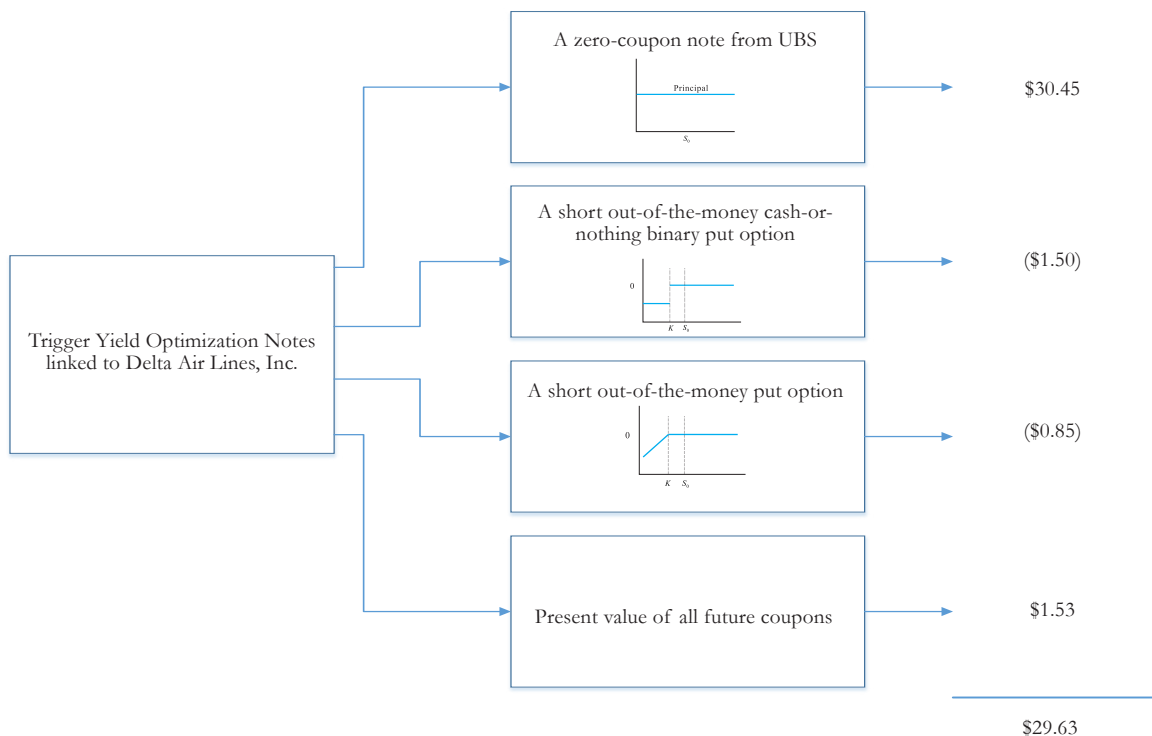 Trigger Yield Optimization Notes
linked to Delta Air Lines, Inc.
A zero-coupon note from UBS
Principal
S₀
$30.45
A short out-of-the-money cash-or-
nothing binary put option
0
K S₀
($1.50)
A short out-of-the-money put option
0
K S₀
($0.85)
Present value of all future coupons
$1.53
$29.63